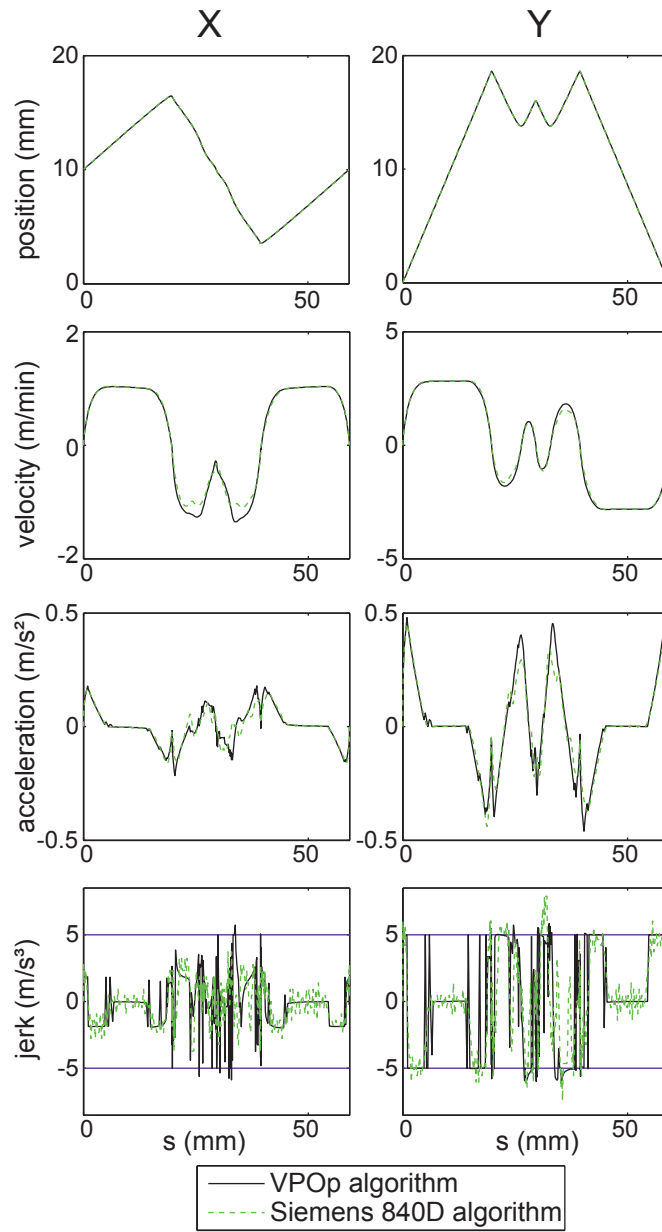 X Y
20 20
position (mm)
10 10
0 0
0 50 0 50
2 5
velocity (m/min)
0 0
-2 -5
0 50 0 50
0.5 0.5
acceleration (m/s²)
0 0
-0.5 -0.5
0 50 0 50
5 5
jerk (m/s³)
0 0
-5 -5
0 50 0 50
s (mm) s (mm)
VPOp algorithm
Siemens 840D algorithm